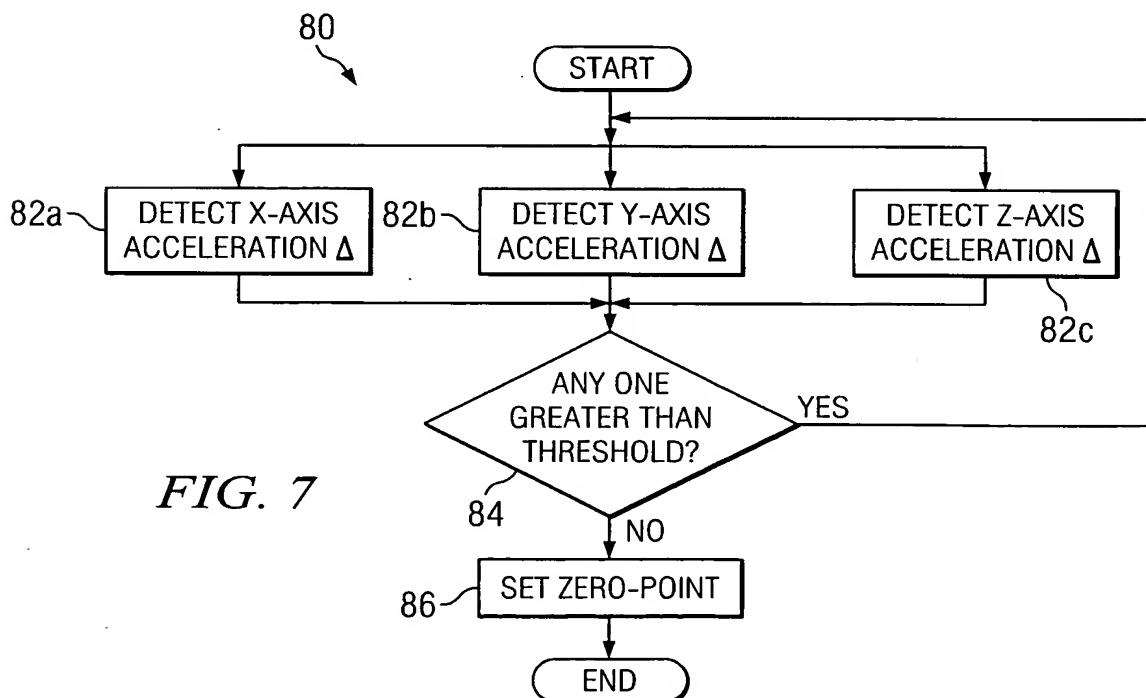 80
START
82a
DETECT X-AXIS
ACCELERATION Δ
82b
DETECT Y-AXIS
ACCELERATION Δ
DETECT Z-AXIS
ACCELERATION Δ
82c
ANY ONE
GREATER THAN
THRESHOLD?
YES
84
NO
FIG. 7
86
SET ZERO-POINT
END